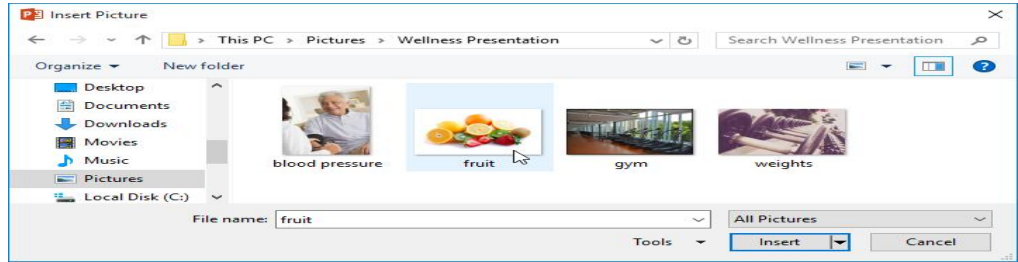 Insert Picture
This PC > Pictures > Wellness Presentation
Search Wellness Presentation
Organize New folder
Desktop
Documents
Downloads
Movies
Music
Pictures
Local Disk (C:)
blood pressure fruit gym weights
File name: fruit All Pictures
Tools Insert Cancel